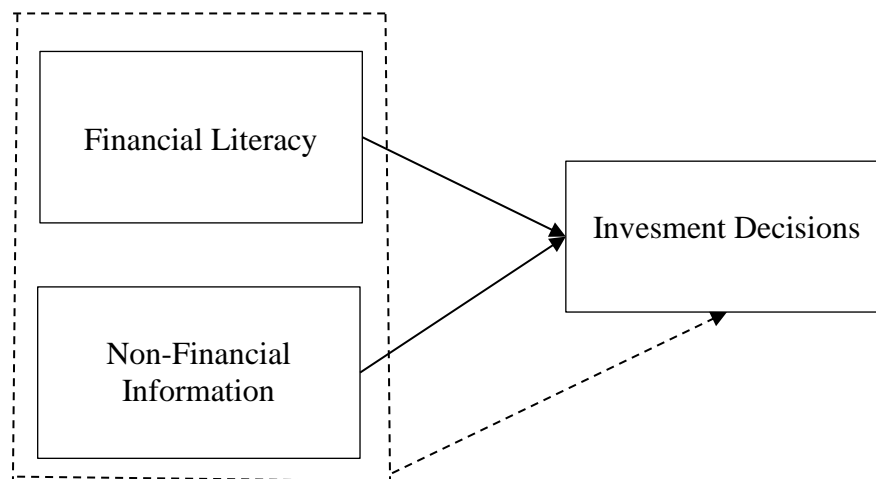 Financial Literacy
Invesment Decisions
Non-Financial
Information